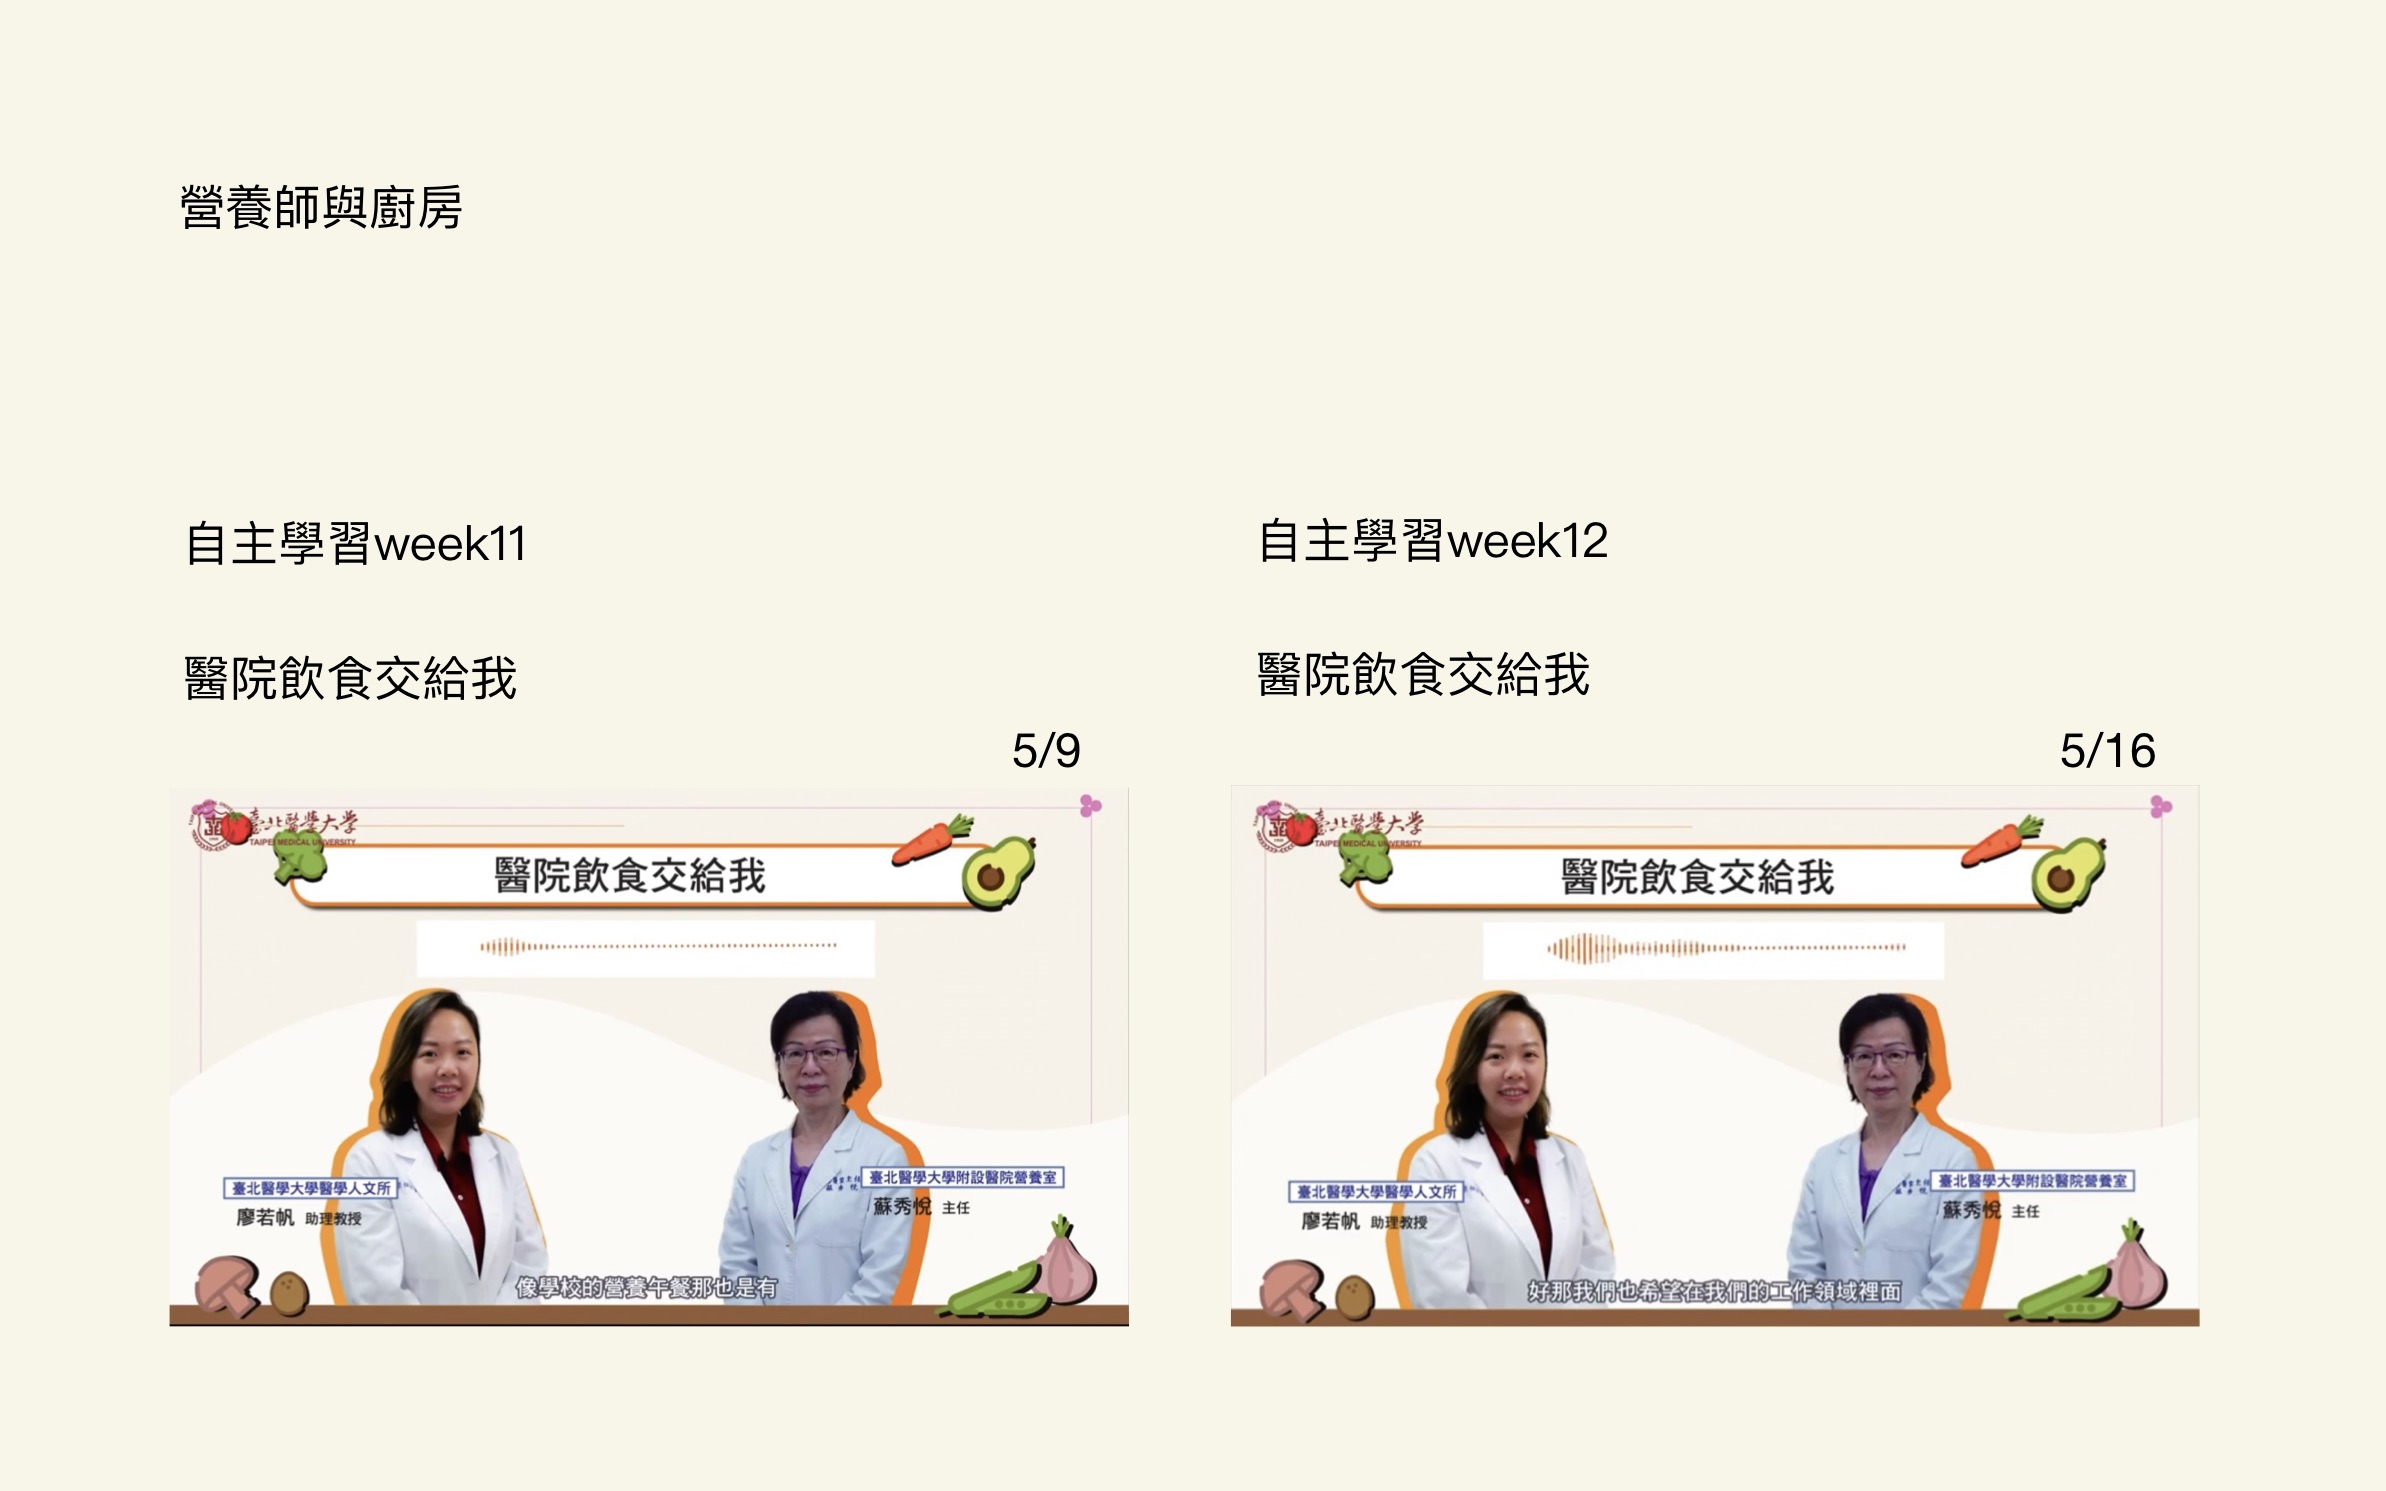 營養師與廚房
自主學習week11
醫院飲食交給我
5/9
臺北醫學大学
TAIPEI MEDICAL UNIVERSITY
醫院飲食交給我
臺北醫學大學醫學人文所
廖若帆 助理教授
臺北醫學大學附設醫院營養室
蘇秀悅 主任
像學校的營養午餐那也是有
自主學習week12
醫院飲食交給我
5/16
臺北醫學大学
TAIPEI MEDICAL UNIVERSITY
醫院飲食交給我
臺北醫學大學醫學人文所
廖若帆 助理教授
臺北醫學大學附設醫院營養室
蘇秀悅 主任
好那我們也希望在我們的工作領域裡面